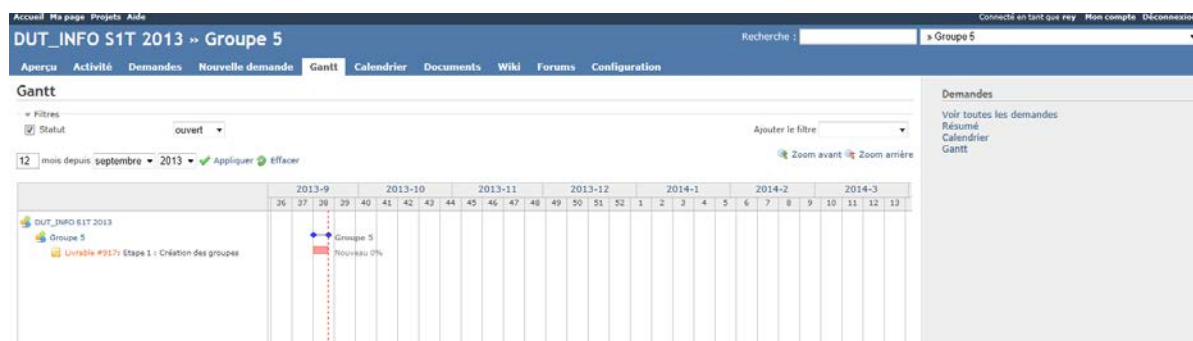 Accueil Ma page Projets Aide
Connecté en tant que rey Mon compte Déconnexion
DUT_INFO S1T 2013 » Groupe 5
Recherche :
» Groupe 5
Aperçu Activité Demandes Nouvelle demande Gantt Calendrier Documents Wiki Forums Configuration
Gantt
Filtres
Statut
ouvert
Ajouter le filtre
12 mois depuis septembre 2013 Appliquer Effacer
Zoom avant Zoom arrière
2013-9 2013-10 2013-11 2013-12 2014-1 2014-2 2014-3
36 37 38 39 40 41 42 43 44 45 46 47 48 49 50 51 52 1 2 3 4 5 6 7 8 9 10 11 12 13
DUT_INFO S1T 2013
Groupe 5
Groupe 5
Livrable #917: Etape 1 : Création des groupes
Nouveau 0%
Demandes
Voir toutes les demandes
Résumé
Calendrier
Gantt